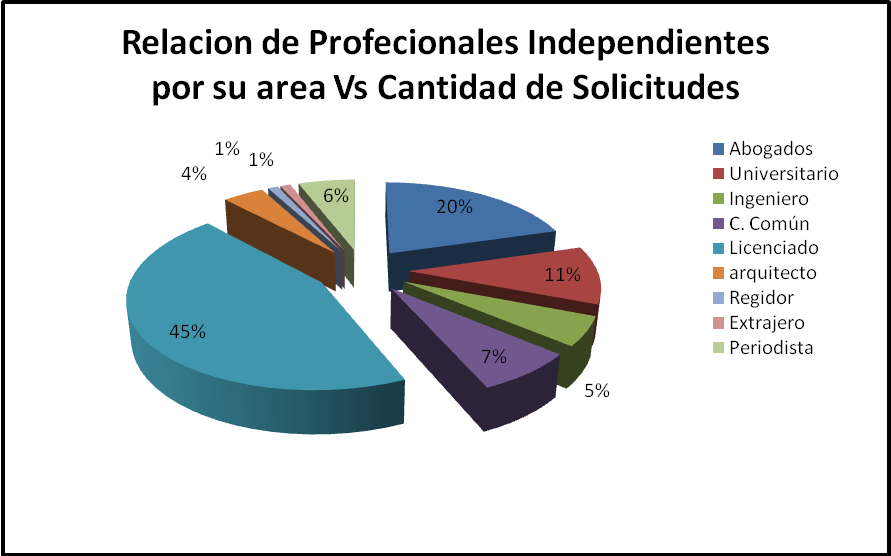 Relacion de Profecionales Independientes
por su area Vs Cantidad de Solicitudes
1%
1%
4%
6%
20%
11%
45%
7%
5%
Abogados
Universitario
Ingeniero
C. Común
Licenciado
arquitecto
Regidor
Extrajero
Periodista